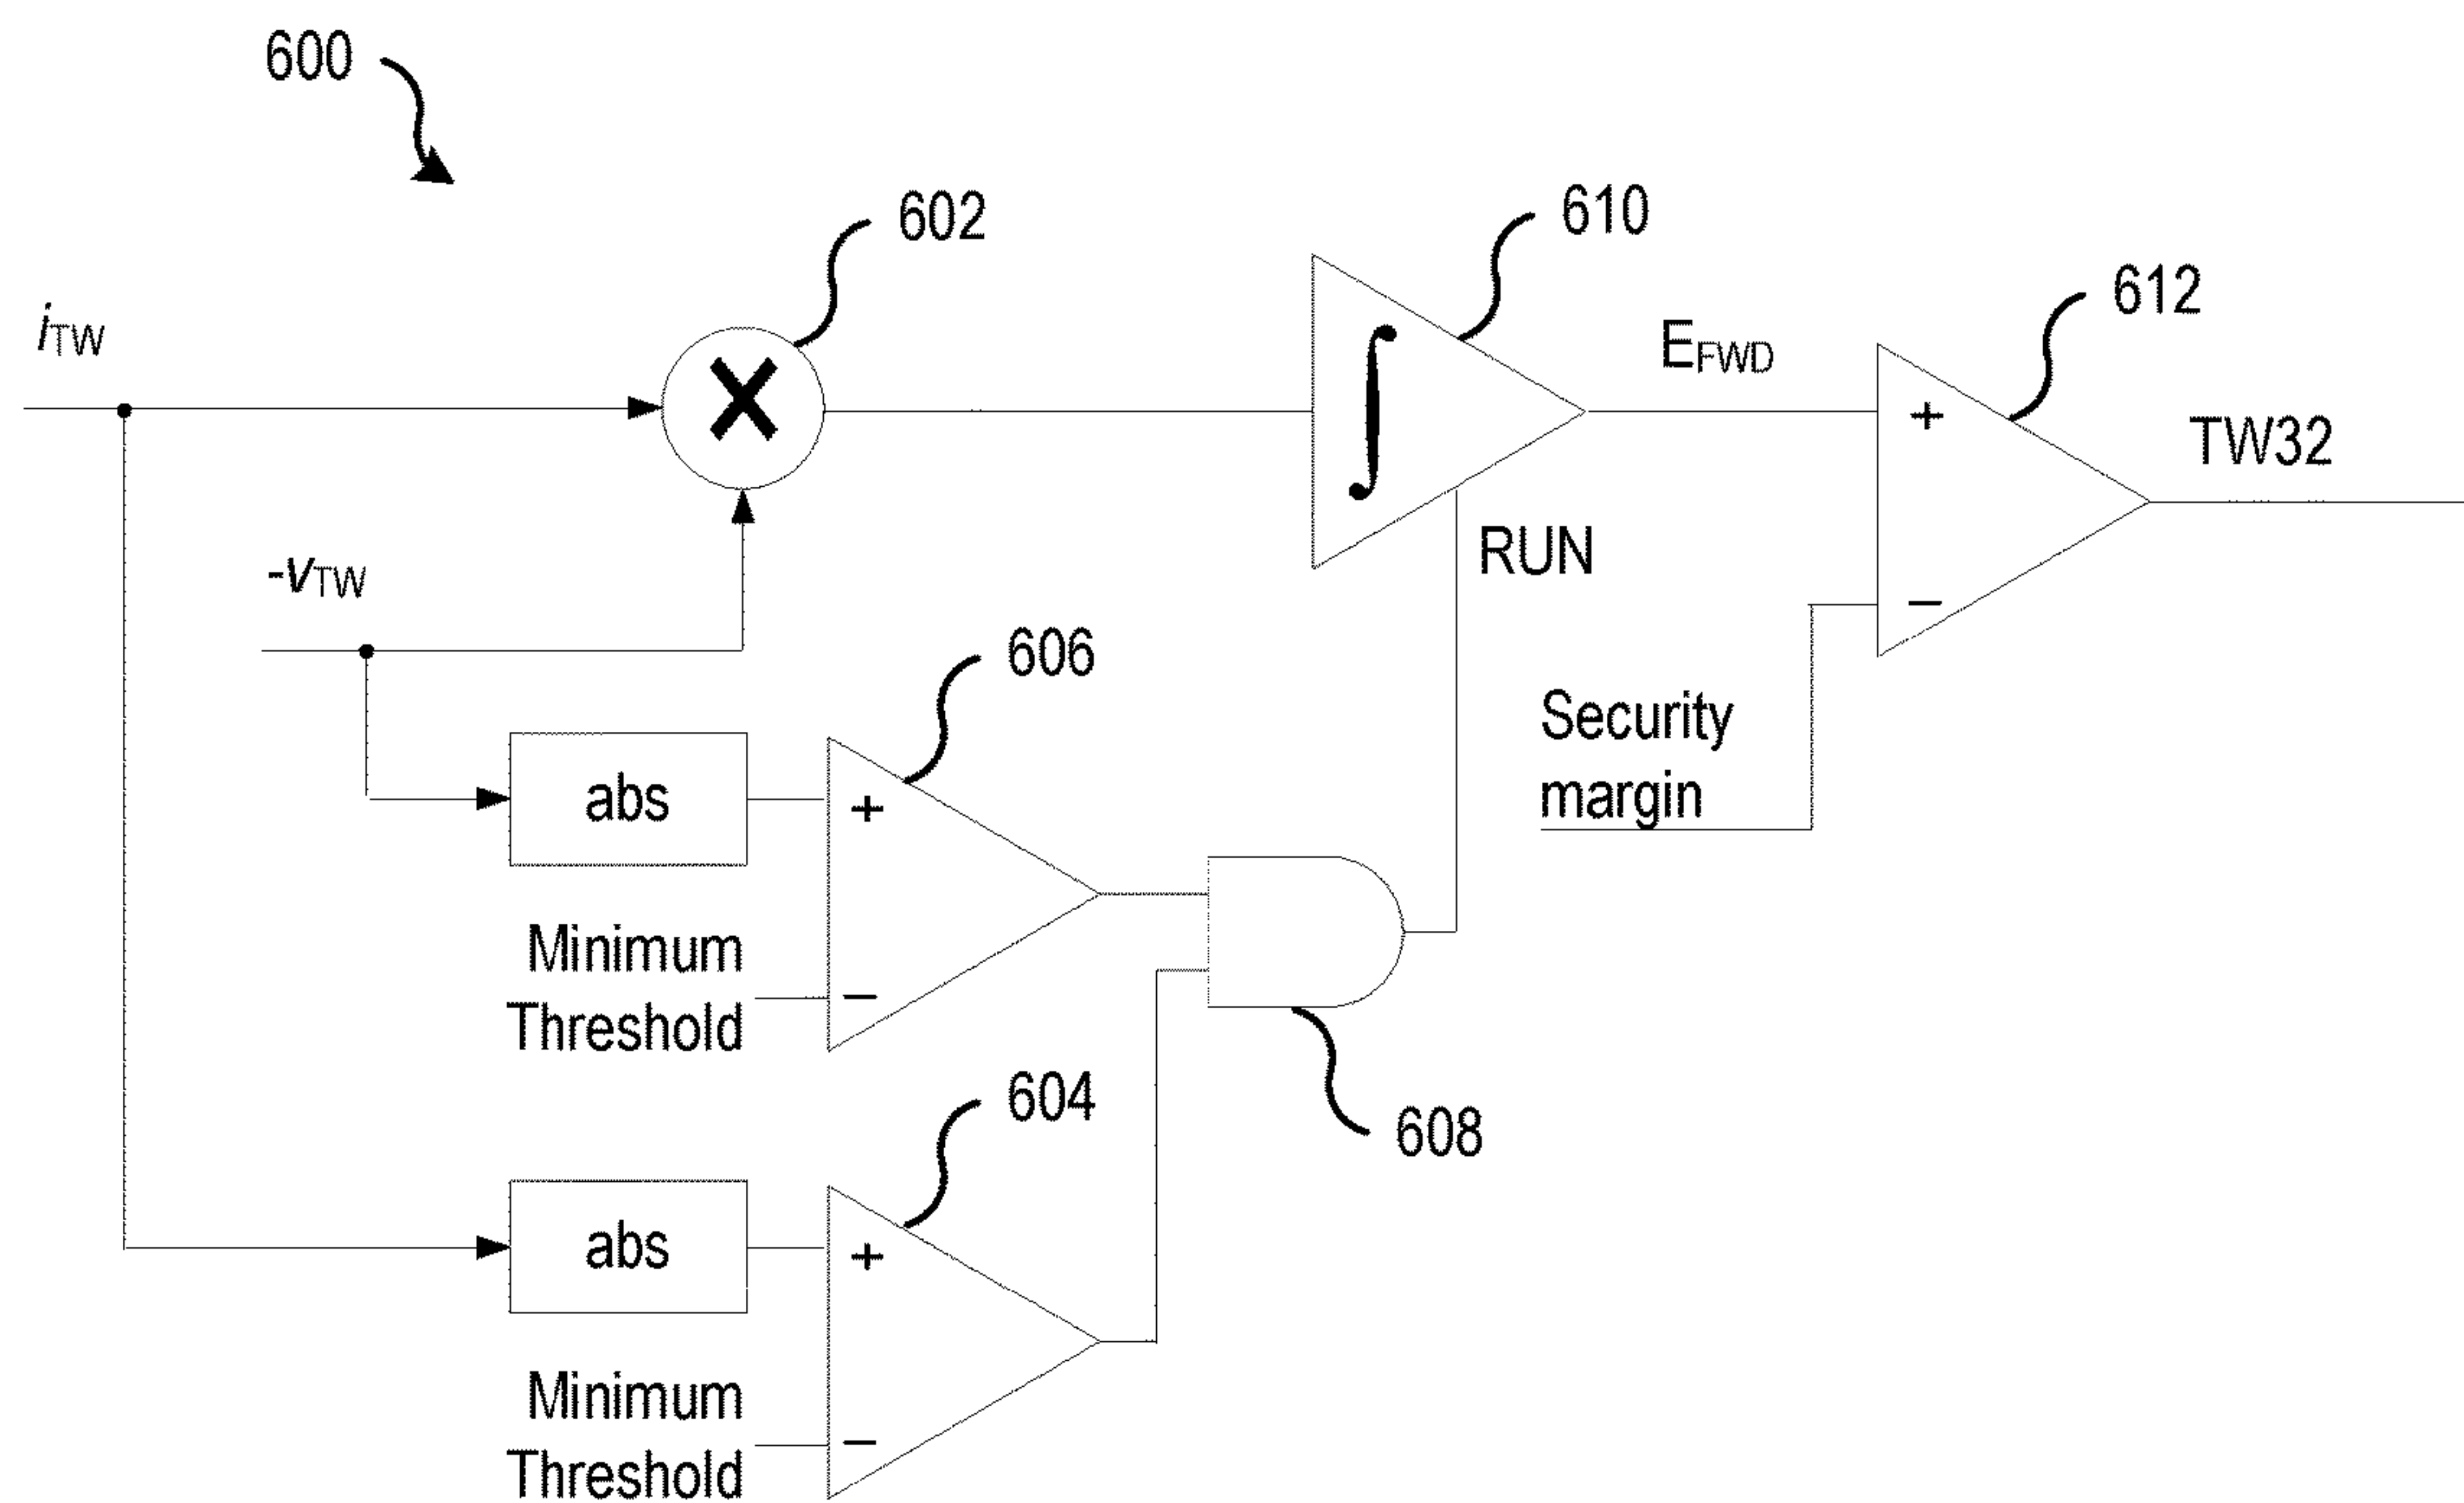 600
602
610
612
iTW
EFWD
TW32
-vTW
RUN
606
abs
+
-
Security
margin
+
−
Minimum
Threshold
604
608
abs
+
−
Minimum
Threshold